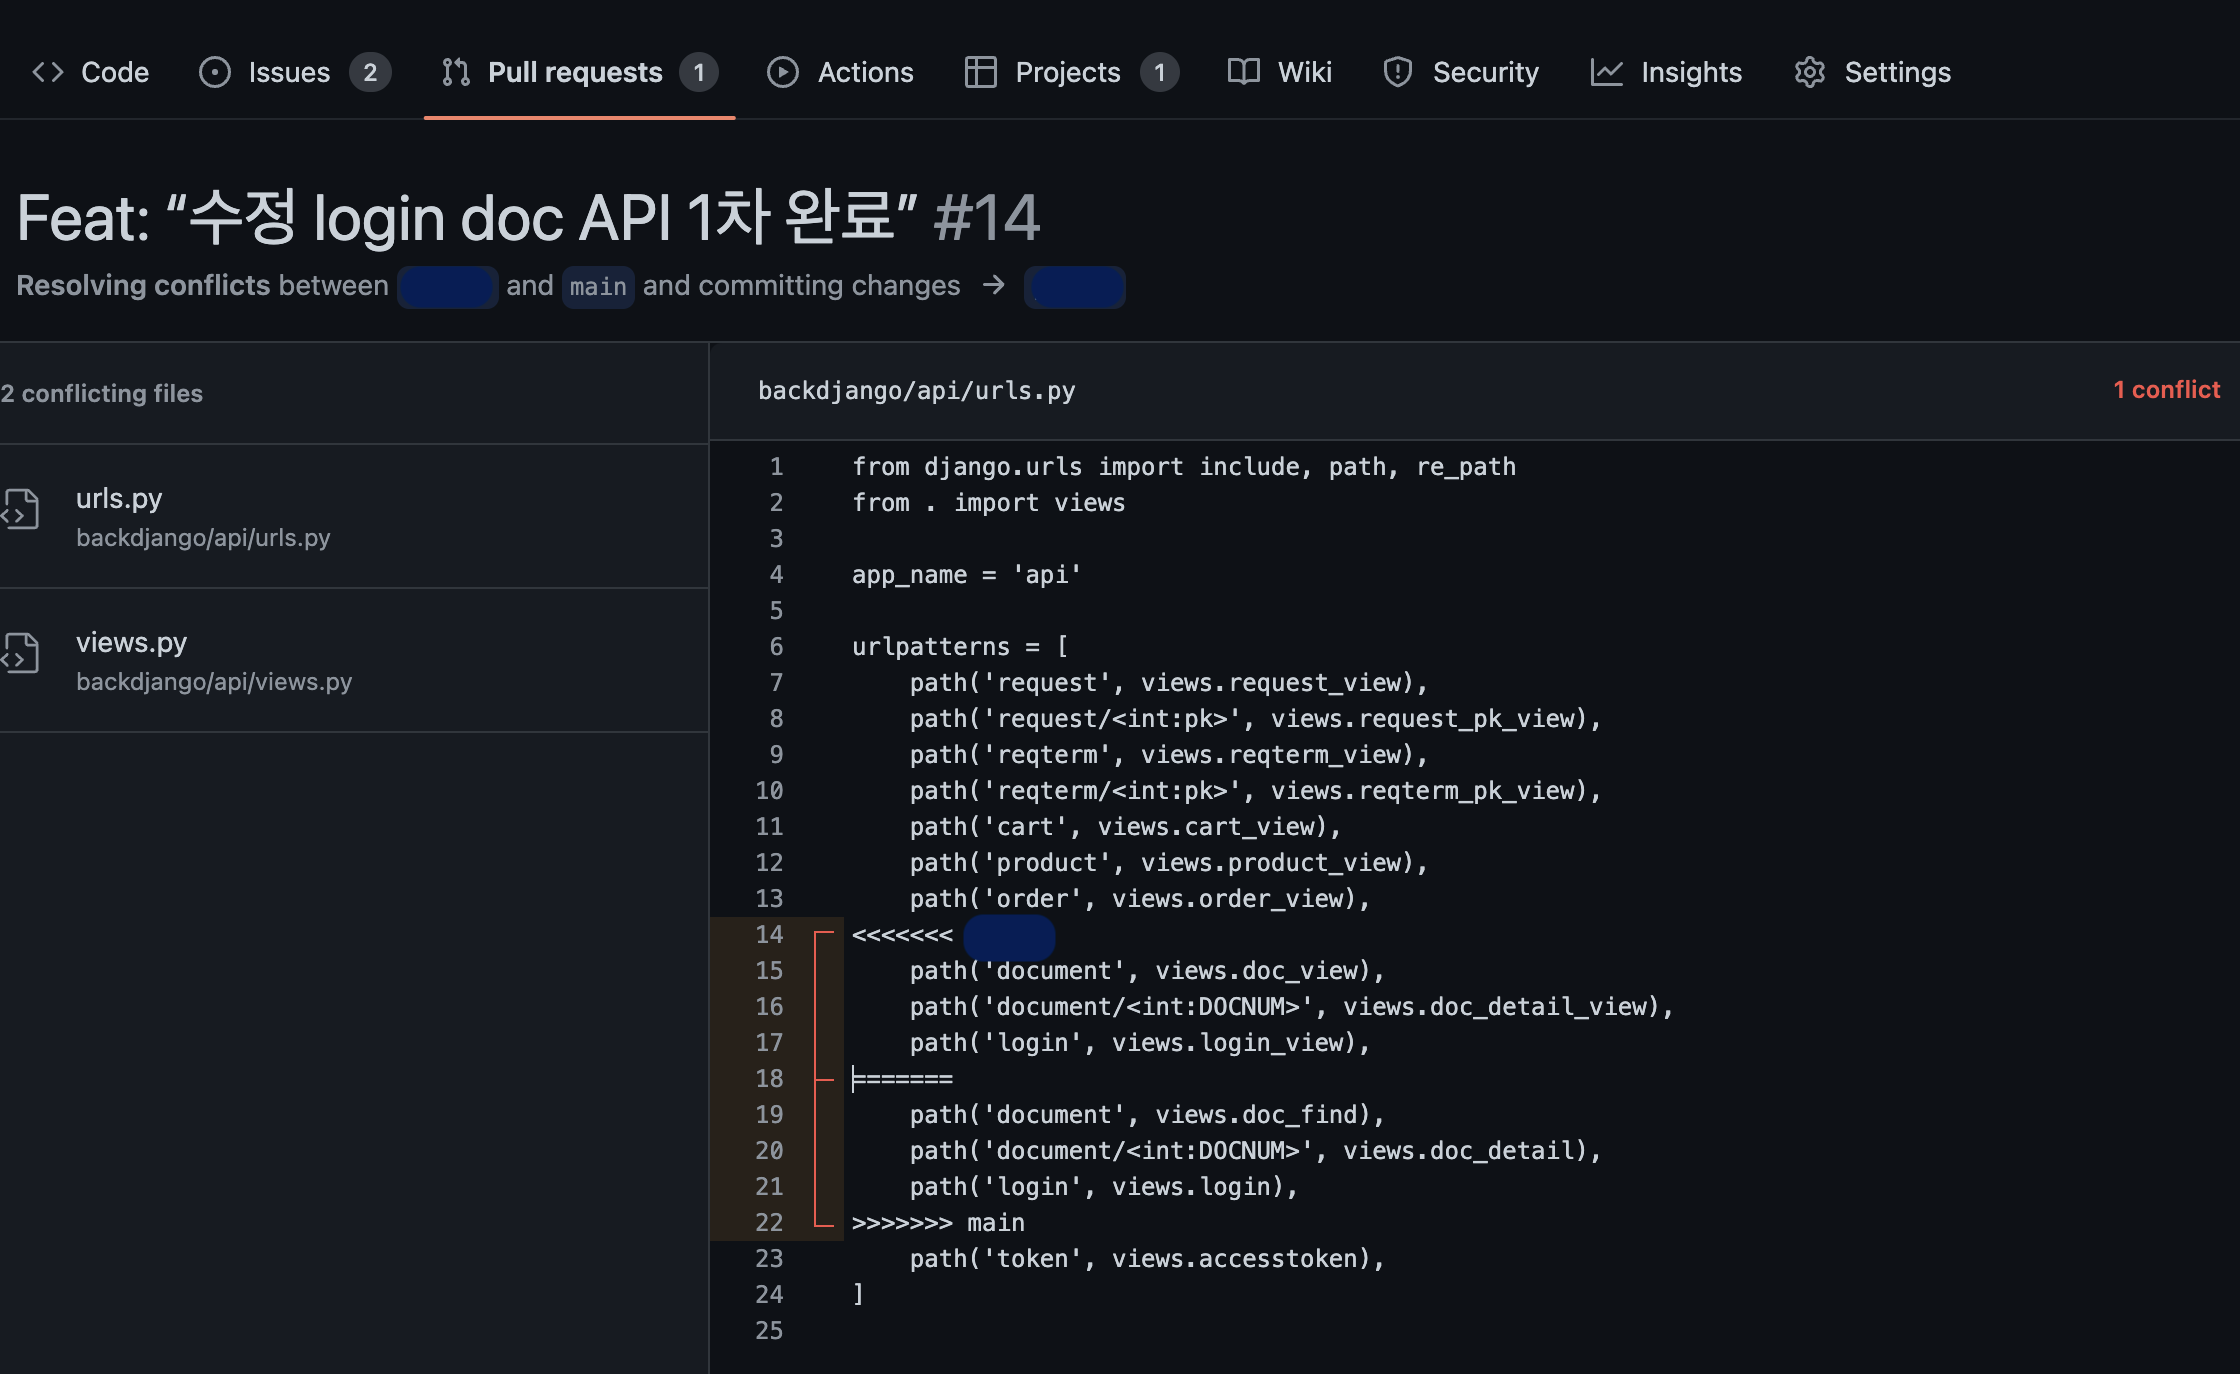 Code Issues 2 Pull requests 1 Actions Projects 1 Wiki Security Insights Settings
Feat: “수정 login doc API 1차 완료” #14
Resolving conflicts between and main and committing changes →
2 conflicting files
urls.py
backdjango/api/urls.py
views.py
backdjango/api/views.py
backdjango/api/urls.py 1 conflict
1 from django.urls import include, path, re_path
2 from . import views
3
4 app_name = 'api'
5
6 urlpatterns = [
7     path('request', views.request_view),
8     path('request/<int:pk>', views.request_pk_view),
9     path('reqterm', views.reqterm_view),
10     path('reqterm/<int:pk>', views.reqterm_pk_view),
11     path('cart', views.cart_view),
12     path('product', views.product_view),
13     path('order', views.order_view),
14 <<<<<<<
15     path('document', views.doc_view),
16     path('document/<int:DOCNUM>', views.doc_detail_view),
17     path('login', views.login_view),
18 =======
19     path('document', views.doc_find),
20     path('document/<int:DOCNUM>', views.doc_detail),
21     path('login', views.login),
22 >>>>>>> main
23     path('token', views.accesstoken),
24 ]
25